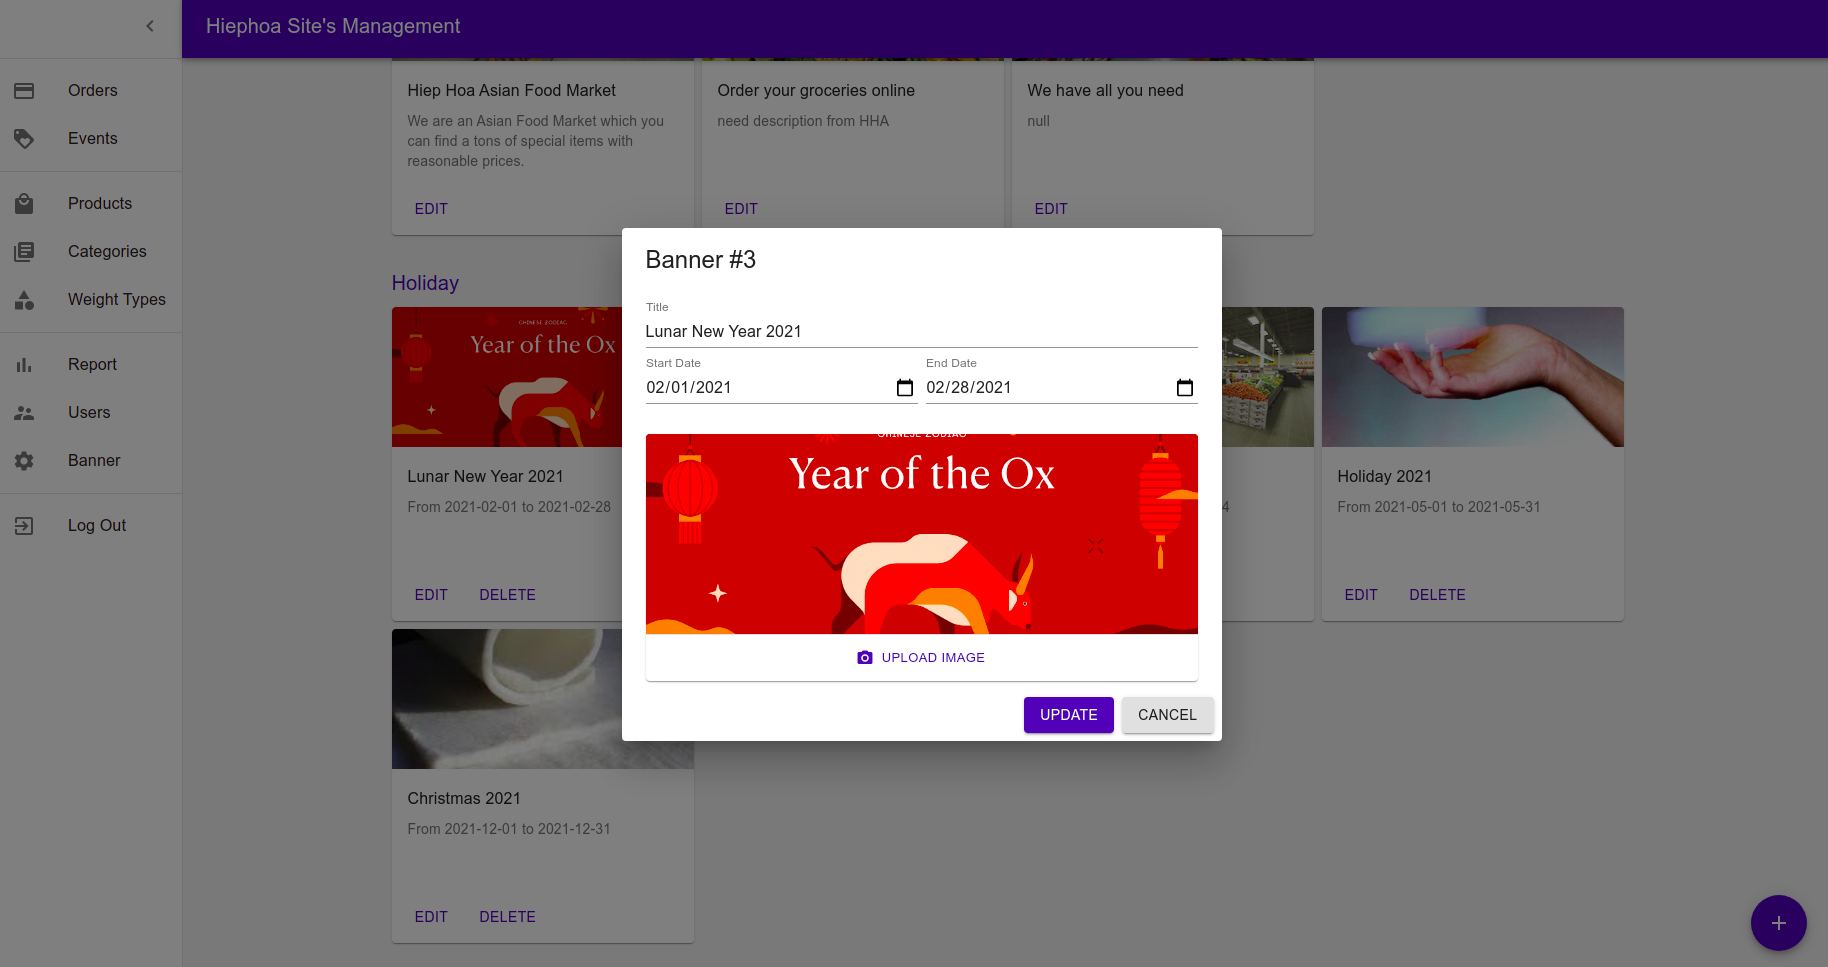 Hiephoa Site's Management
Orders
Events
Products
Categories
Weight Types
Report
Users
Banner
Log Out
Hiep Hoa Asian Food Market
We are an Asian Food Market which you
can find a tons of special items with
reasonable prices.
EDIT
Order your groceries online
need description from HHA
EDIT
We have all you need
null
EDIT
Holiday
CHINESE ZODIAC
Year of the Ox
Lunar New Year 2021
From 2021-02-01 to 2021-02-28
EDIT DELETE
4
Holiday 2021
From 2021-05-01 to 2021-05-31
EDIT DELETE
Christmas 2021
From 2021-12-01 to 2021-12-31
EDIT DELETE
Banner #3
Title
Lunar New Year 2021
Start Date
02/01/2021
End Date
02/28/2021
CHINESE ZODIAC
Year of the Ox
UPLOAD IMAGE
UPDATE CANCEL